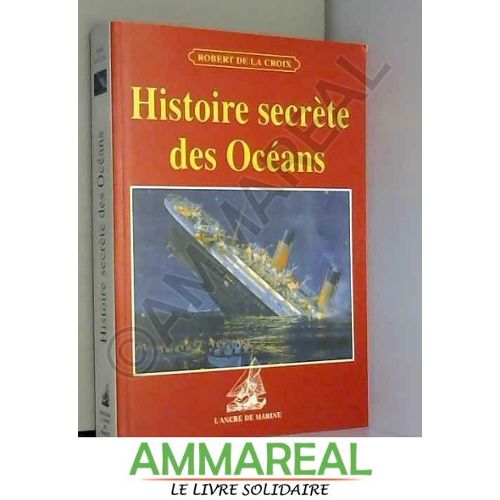 ROBERT DE LA CROIX
Histoire secrète
des Océans
L'ANCRE DE MARINE
Histoire secrète des Océans
©AMMAREAL
AMMAREAL
LE LIVRE SOLIDAIRE